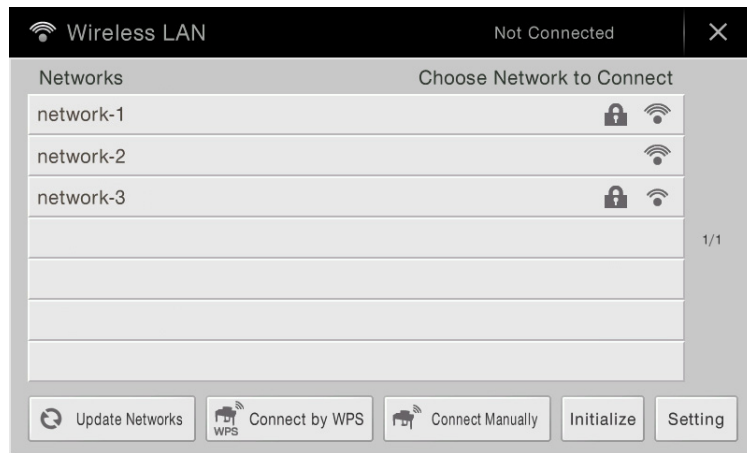 Wireless LAN Not Connected
Networks Choose Network to Connect
network-1
network-2
network-3
1/1
Update Networks WPS Connect by WPS Connect Manually Initialize Setting